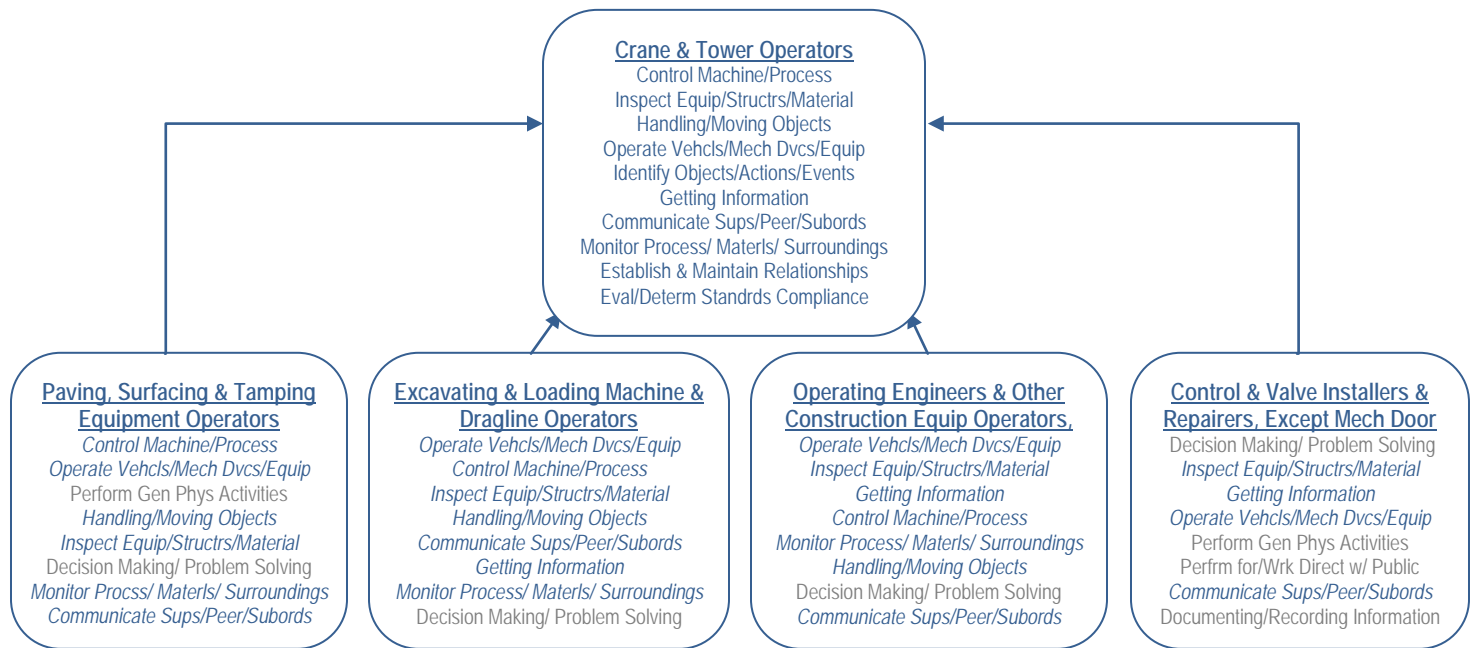 Crane & Tower Operators
Control Machine/Process
Inspect Equip/Structrs/Material
Handling/Moving Objects
Operate Vehcls/Mech Dvcs/Equip
Identify Objects/Actions/Events
Getting Information
Communicate Sups/Peer/Subords
Monitor Process/ Materls/ Surroundings
Establish & Maintain Relationships
Eval/Determ Standrds Compliance
Paving, Surfacing & Tamping
Equipment Operators
Control Machine/Process
Operate Vehcls/Mech Dvcs/Equip
Perform Gen Phys Activities
Handling/Moving Objects
Inspect Equip/Structrs/Material
Decision Making/ Problem Solving
Monitor Procss/ Materls/ Surroundings
Communicate Sups/Peer/Subords
Excavating & Loading Machine &
Dragline Operators
Operate Vehcls/Mech Dvcs/Equip
Control Machine/Process
Inspect Equip/Structrs/Material
Handling/Moving Objects
Communicate Sups/Peer/Subords
Getting Information
Monitor Process/ Materls/ Surroundings
Decision Making/ Problem Solving
Operating Engineers & Other
Construction Equip Operators,
Operate Vehcls/Mech Dvcs/Equip
Inspect Equip/Structrs/Material
Getting Information
Control Machine/Process
Monitor Process/ Materls/ Surroundings
Handling/Moving Objects
Decision Making/ Problem Solving
Communicate Sups/Peer/Subords
Control & Valve Installers &
Repairers, Except Mech Door
Decision Making/ Problem Solving
Inspect Equip/Structrs/Material
Getting Information
Operate Vehcls/Mech Dvcs/Equip
Perform Gen Phys Activities
Perfrm for/Wrk Direct w/ Public
Communicate Sups/Peer/Subords
Documenting/Recording Information